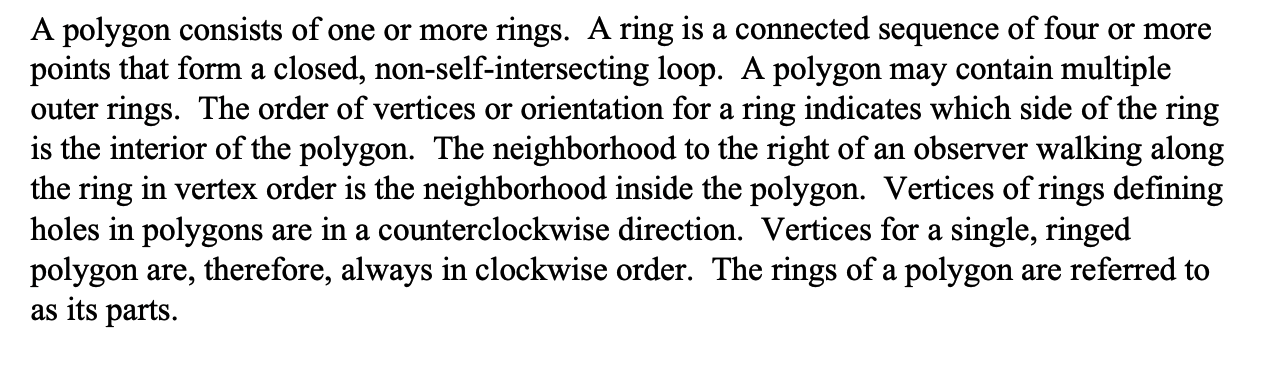 A polygon consists of one or more rings.  A ring is a connected sequence of four or more
points that form a closed, non-self-intersecting loop.  A polygon may contain multiple
outer rings.  The order of vertices or orientation for a ring indicates which side of the ring
is the interior of the polygon.  The neighborhood to the right of an observer walking along
the ring in vertex order is the neighborhood inside the polygon.  Vertices of rings defining
holes in polygons are in a counterclockwise direction.  Vertices for a single, ringed
polygon are, therefore, always in clockwise order.  The rings of a polygon are referred to
as its parts.